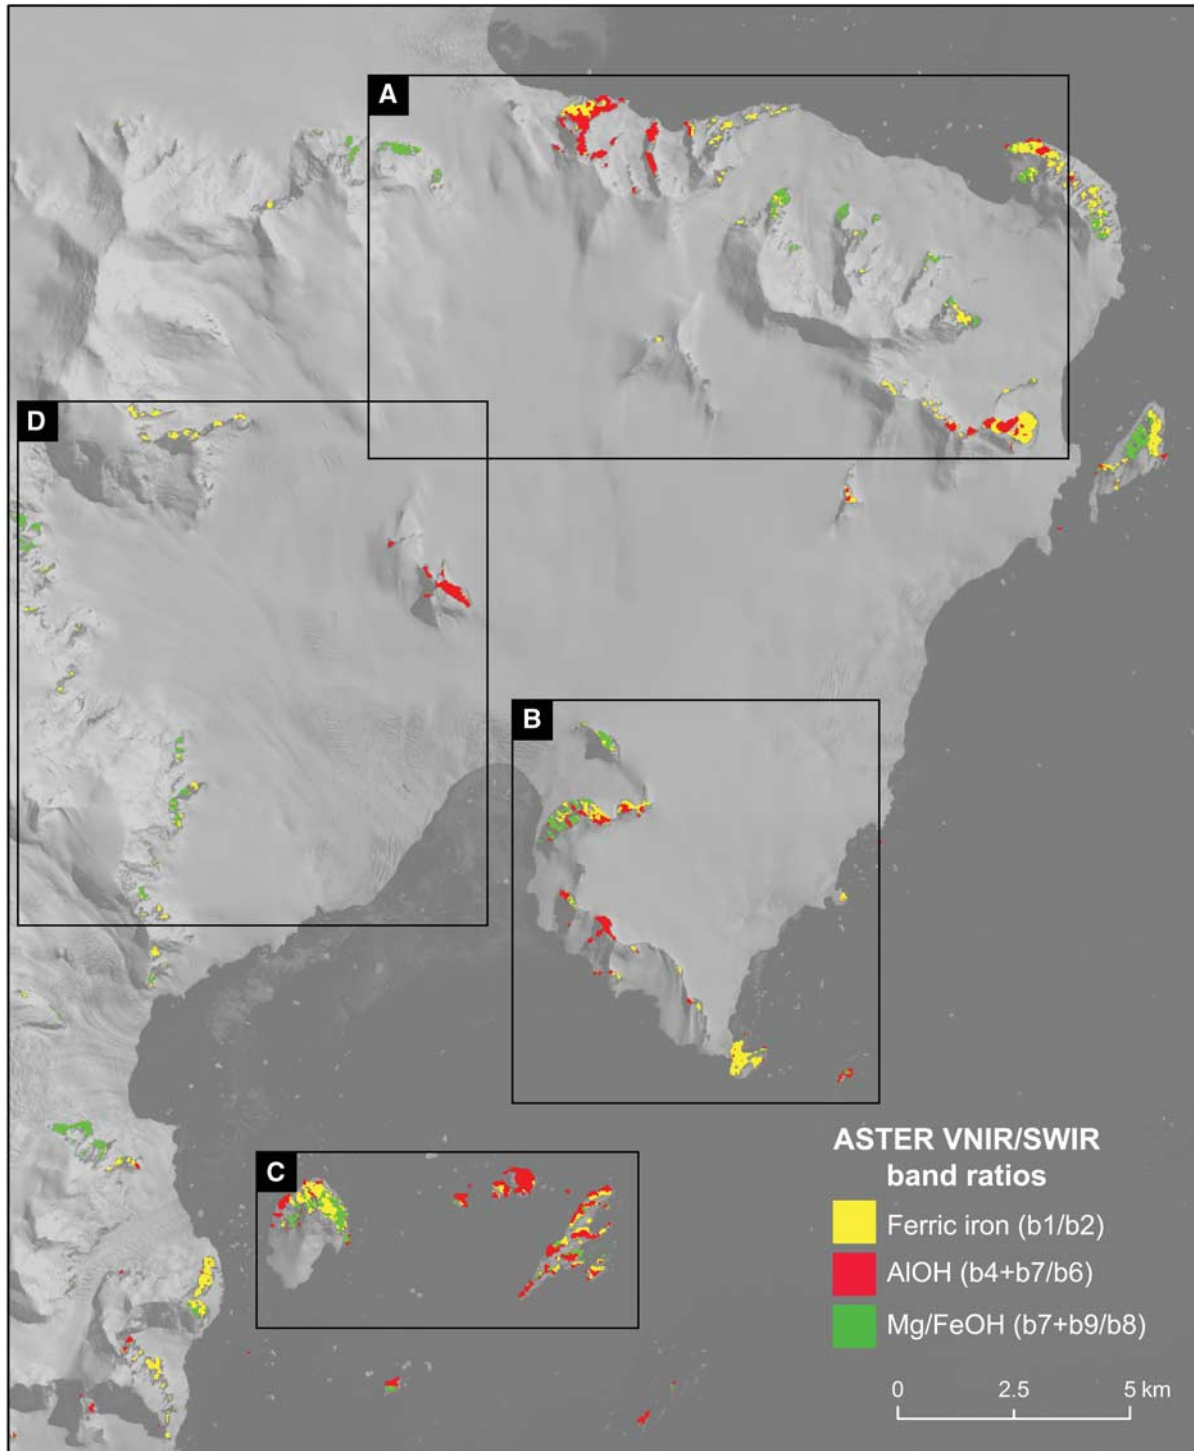 A
D
B
C
ASTER VNIR/SWIR
band ratios
Ferric iron (b1/b2)
AlOH (b4+b7/b6)
Mg/FeOH (b7+b9/b8)
0 2.5 5 km